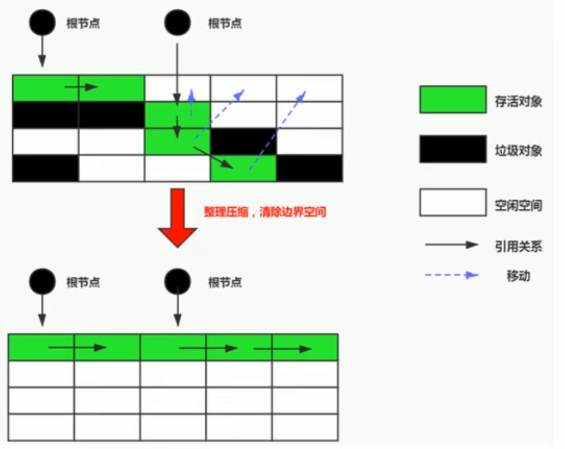 根节点
根节点
存活对象
垃圾对象
整理压缩，清除边界空间
空闲空间
引用关系
移动
根节点
根节点